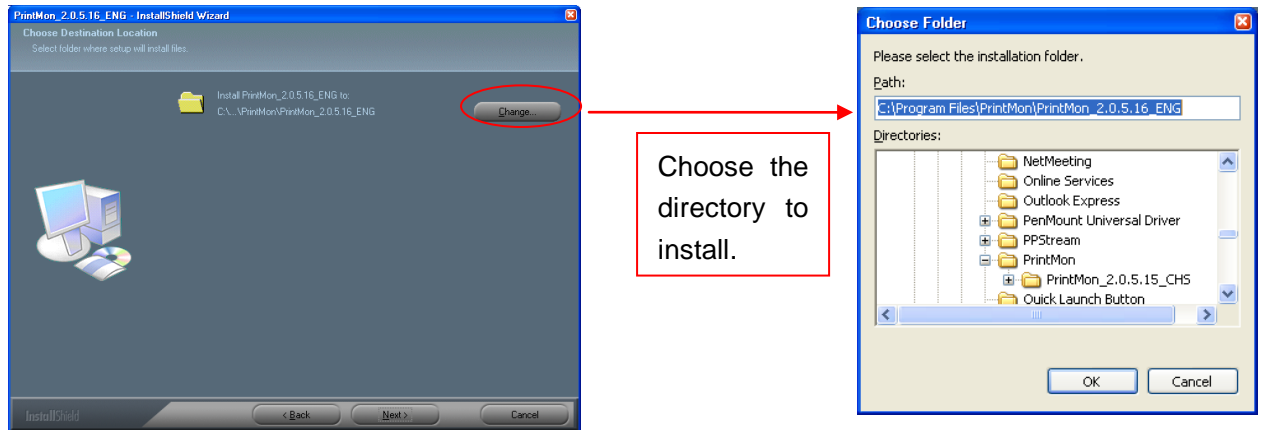 PrintMon_2.0.5.16_ENG - InstallShield Wizard
Choose Destination Location
Select folder where setup will install files.
Install PrintMon_2.0.5.16_ENG to:
C:\...\PrintMon\PrintMon_2.0.5.16_ENG
Change...
InstallShield
< Back
Next >
Cancel
Choose the
directory to
install.
Choose Folder
Please select the installation folder.
Path:
C:\Program Files\PrintMon\PrintMon_2.0.5.16_ENG
Directories:
NetMeeting
Online Services
Outlook Express
PenMount Universal Driver
PPStream
PrintMon
PrintMon_2.0.5.15_CHS
Quick Launch Button
OK
Cancel